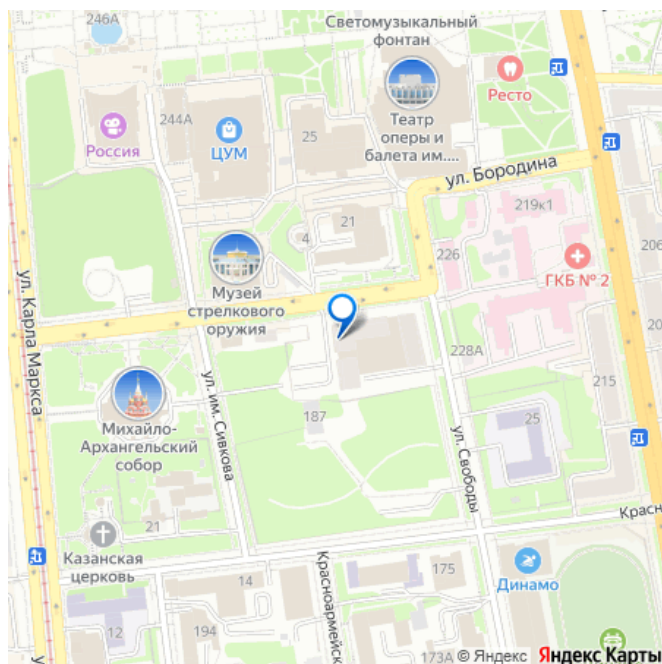 246А
Светомузыкальный
фонтан
Ресто
Театр
оперы и
балета им....
244А
Россия
ЦУМ
25
ул. Бородина
219к1
21
4
226
206
ГКБ № 2
Музей
стрелкового
оружия
ул. Карла Маркса
228А
215
ул. им. Сивкова
Михайло-
Архангельский
собор
187
25
ул. Свободы
21
Красн
Казанская
церковь
Красноармейск
14
175
Динамо
12
194
173А
© Яндекс Яндекс Карты